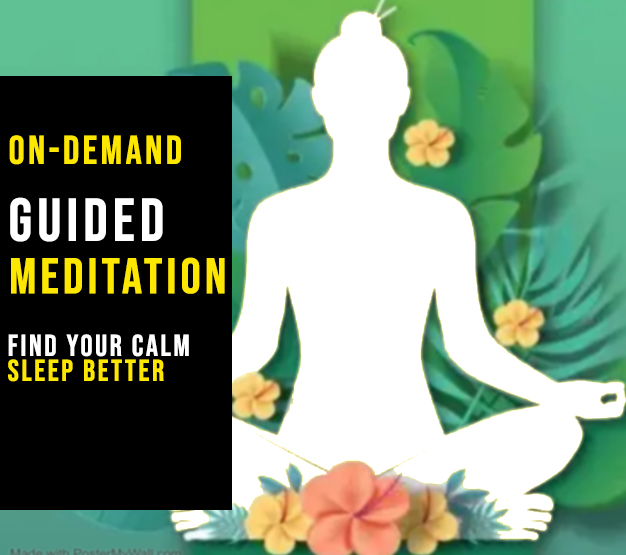 ON-DEMAND
GUIDED
MEDITATION
FIND YOUR CALM
SLEEP BETTER
Made with PosterMyWall.com